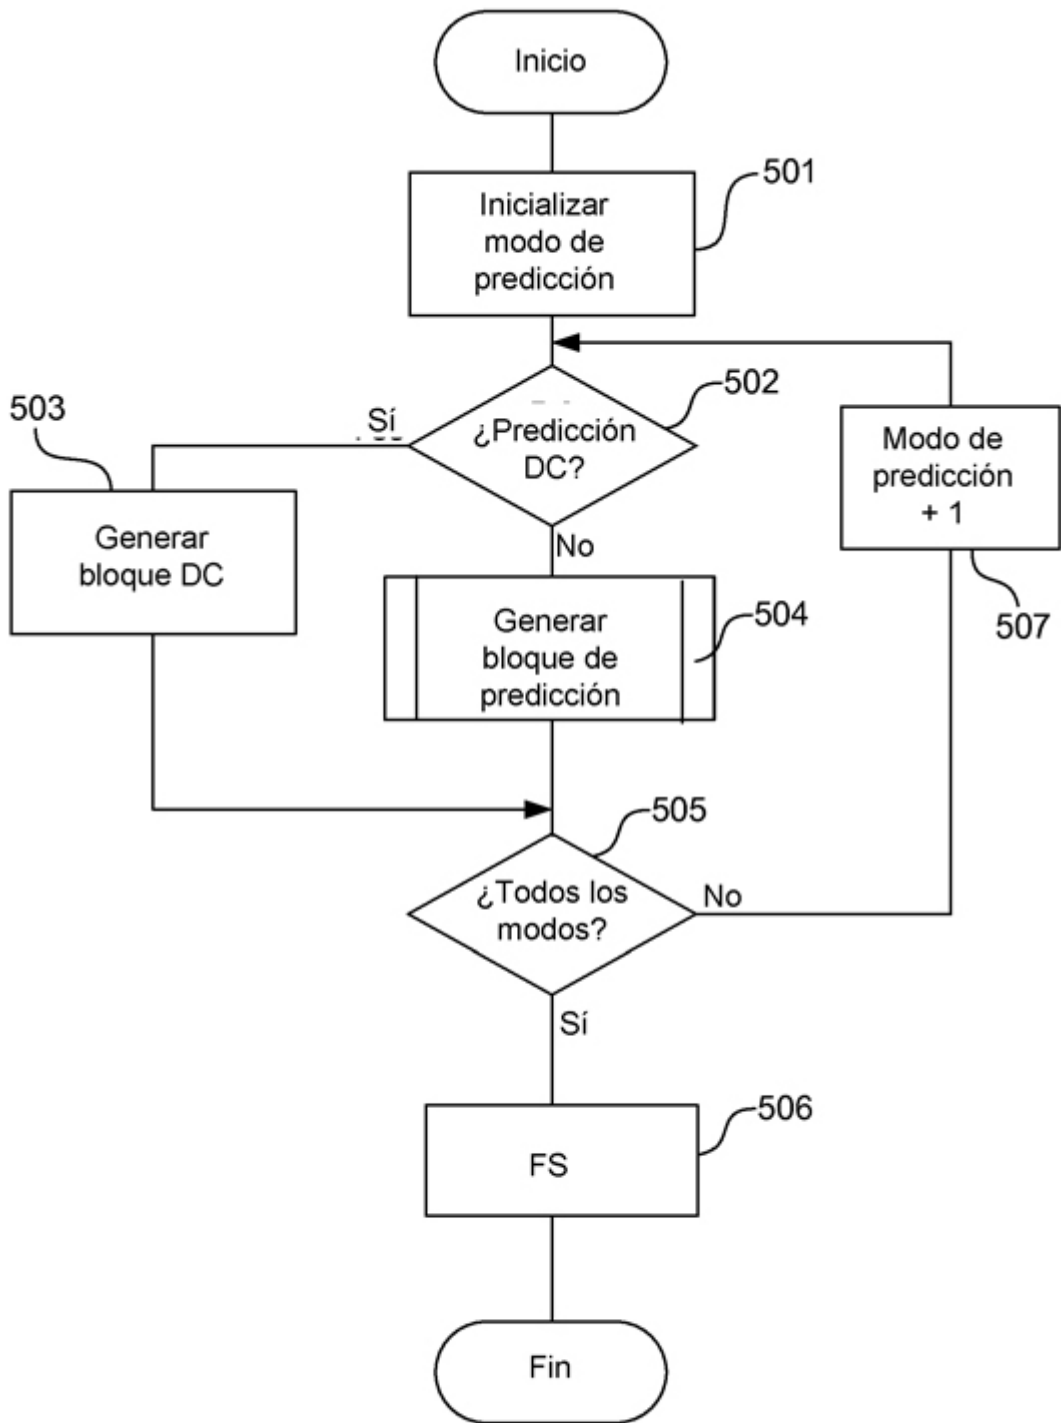 Inicio
501
Inicializar
modo de
predicción
502
503
Sí
¿Predicción
DC?
Modo de
predicción
+ 1
Generar
bloque DC
No
507
504
Generar
bloque de
predicción
505
¿Todos los
modos?
No
Sí
506
FS
Fin